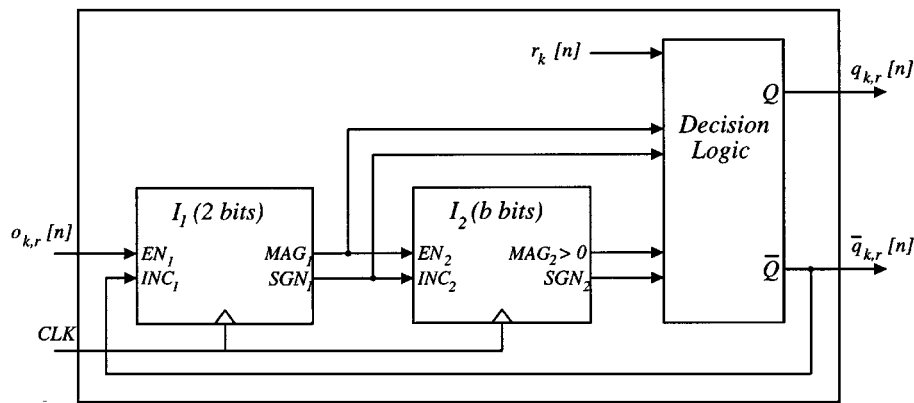 r_k [n]
q_{k,r} [n]
Q
Decision
Logic
I_1 (2 bits)
I_2 (b bits)
o_{k,r} [n]
EN_1
MAG_1
EN_2
MAG_2 > 0
q̅_{k,r} [n]
INC_1
SGN_1
INC_2
SGN_2
Q̅
CLK